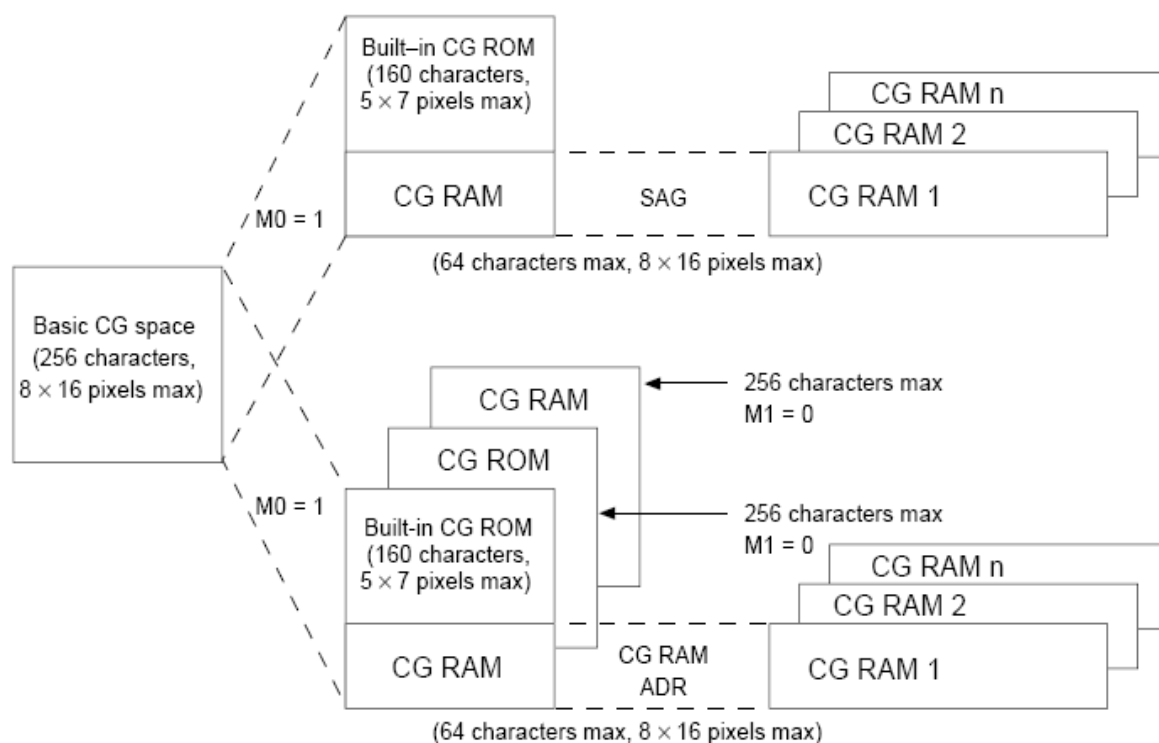 Built–in CG ROM
(160 characters,
5 × 7 pixels max)
CG RAM n
CG RAM 2
CG RAM
SAG
CG RAM 1
M0 = 1
(64 characters max, 8 × 16 pixels max)
Basic CG space
(256 characters,
8 × 16 pixels max)
CG RAM
256 characters max
M1 = 0
CG ROM
M0 = 1
256 characters max
M1 = 0
Built-in CG ROM
(160 characters,
5 × 7 pixels max)
CG RAM n
CG RAM 2
CG RAM
CG RAM
ADR
CG RAM 1
(64 characters max, 8 × 16 pixels max)